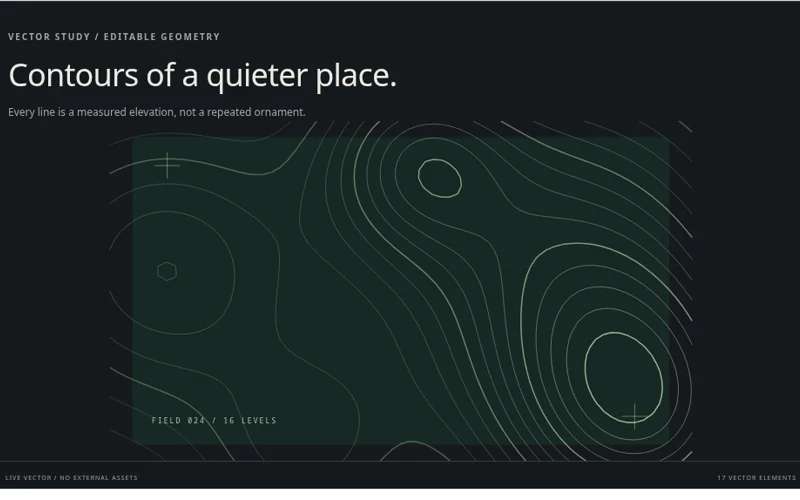 VECTOR STUDY / EDITABLE GEOMETRY
Contours of a quieter place.
Every line is a measured elevation, not a repeated ornament.
FIELD 024 / 16 LEVELS
LIVE VECTOR / NO EXTERNAL ASSETS
17 VECTOR ELEMENTS